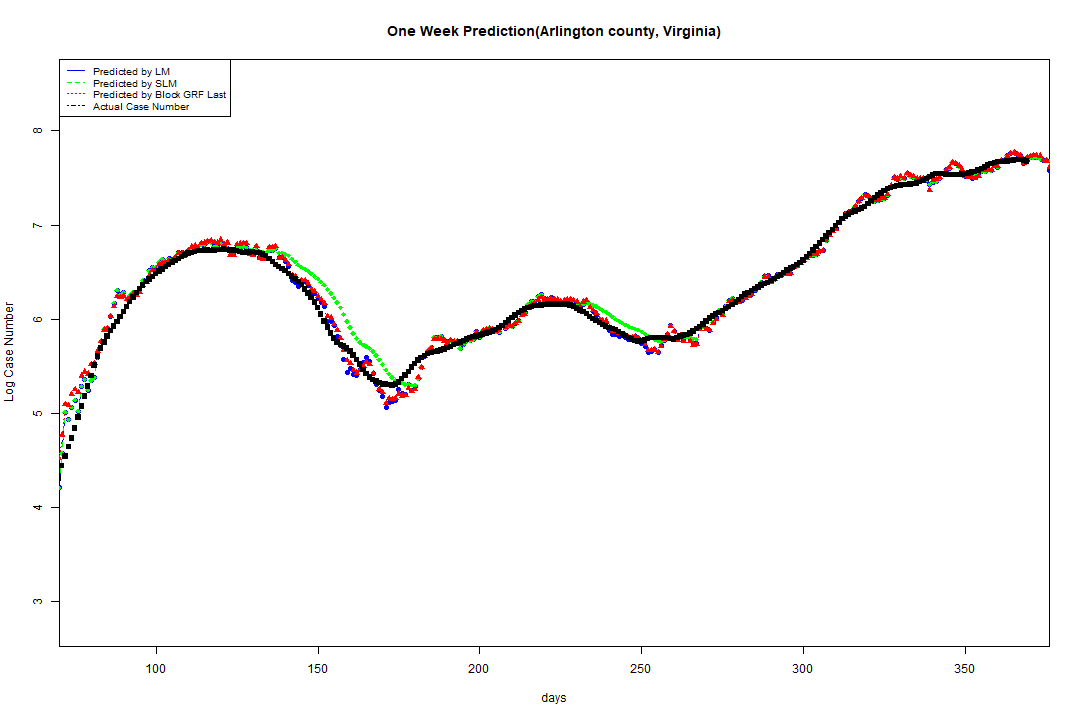 One Week Prediction(Arlington county, Virginia)
Predicted by LM
Predicted by SLM
Predicted by Block GRF Last
Actual Case Number
8
7
6
5
4
3
Log Case Number
100 150 200 250 300 350
days